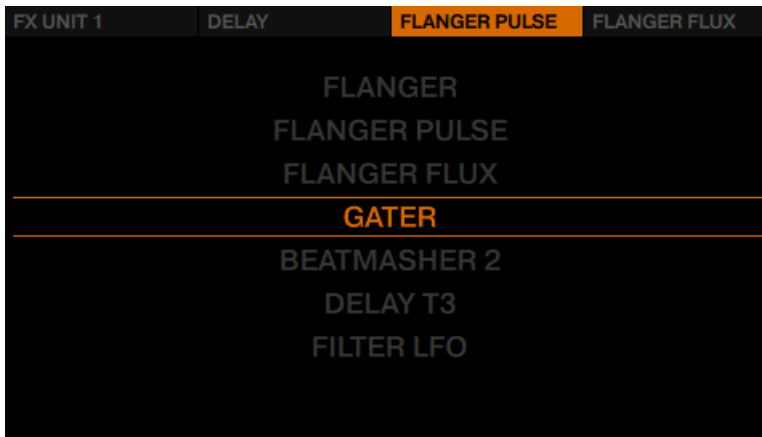 FX UNIT 1 DELAY FLANGER PULSE FLANGER FLUX
FLANGER
FLANGER PULSE
FLANGER FLUX
GATER
BEATMASHER 2
DELAY T3
FILTER LFO